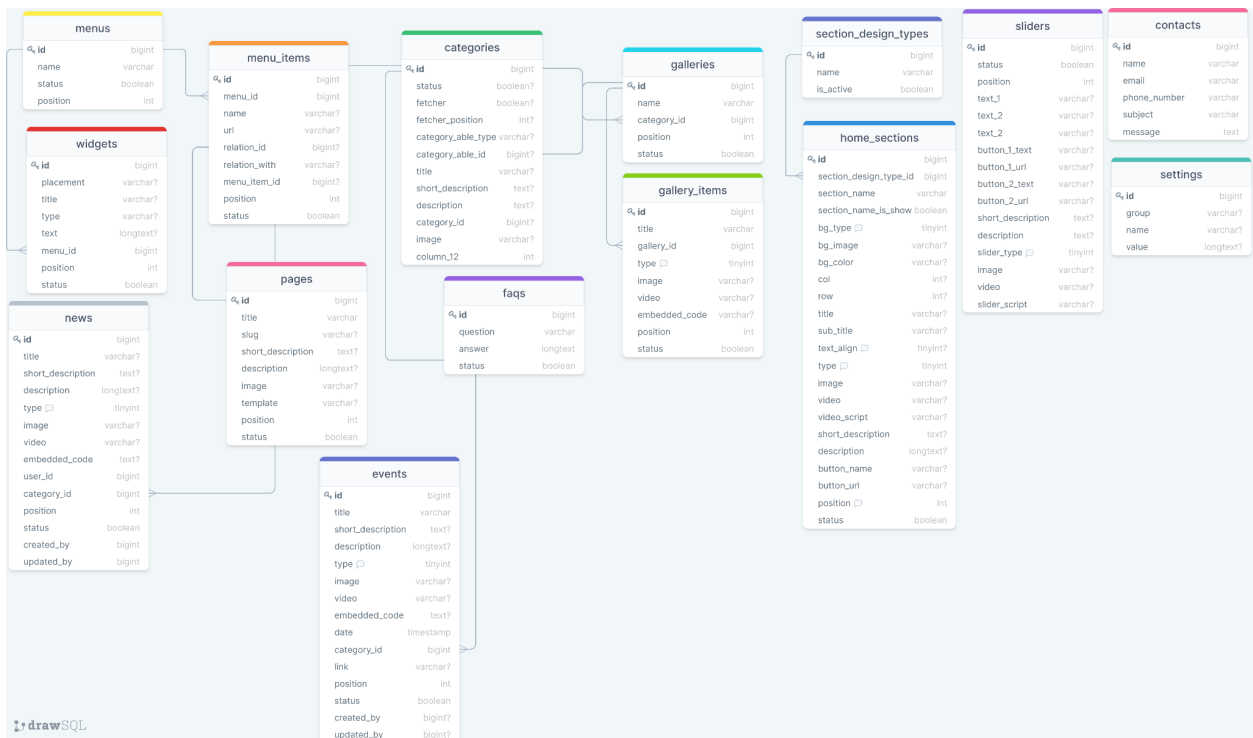 menus
id bigint
name varchar
status boolean
position int
widgets
id bigint
placement varchar?
title varchar?
type varchar?
text longtext?
menu_id bigint
position int
status boolean
news
id bigint
title varchar?
short_description text?
description longtext?
type tinyint
image varchar?
video varchar?
embedded_code text?
user_id bigint
category_id bigint
position int
status boolean
created_by bigint
updated_by bigint
menu_items
id bigint
menu_id bigint
name varchar?
url varchar?
relation_id bigint?
relation_with varchar?
menu_item_id bigint?
position int
status boolean
pages
id bigint
title varchar
slug varchar?
short_description text?
description longtext?
image varchar?
template varchar?
position int
status boolean
categories
id bigint
status boolean?
fetcher boolean?
fetcher_position int?
category_able_type varchar?
category_able_id bigint?
title varchar?
short_description text?
description text?
category_id bigint?
image varchar?
column_12 int
faqs
id bigint
question varchar
answer longtext
status boolean
events
id bigint
title varchar
short_description text?
description longtext?
type tinyint
image varchar?
video varchar?
embedded_code text?
date timestamp
category_id bigint
link varchar?
position int
status boolean
created_by bigint?
updated_by bigint?
galleries
id bigint
name varchar
category_id bigint
position int
status boolean
gallery_items
id bigint
title varchar
gallery_id bigint
type tinyint
image varchar?
video varchar?
embedded_code varchar?
position int
status boolean
section_design_types
id bigint
name varchar
is_active boolean
home_sections
id bigint
section_design_type_id bigint
section_name varchar
section_name_is_show boolean
bg_type tinyint
bg_image varchar?
bg_color varchar?
col int?
row int?
title varchar?
sub_title varchar?
text_align tinyint?
type tinyint
image varchar?
video varchar?
video_script varchar?
short_description text?
description longtext?
button_name varchar?
button_url varchar?
position int
status boolean
sliders
id bigint
status boolean
position int
text_1 varchar?
text_2 varchar?
text_2 varchar?
button_1_text varchar?
button_1_url varchar?
button_2_text varchar?
button_2_url varchar?
short_description text?
description text?
slider_type tinyint
image varchar?
video varchar?
slider_script varchar?
contacts
id bigint
name varchar
email varchar
phone_number varchar
subject varchar
message text
settings
id bigint
group varchar?
name varchar?
value longtext?
drawSQL